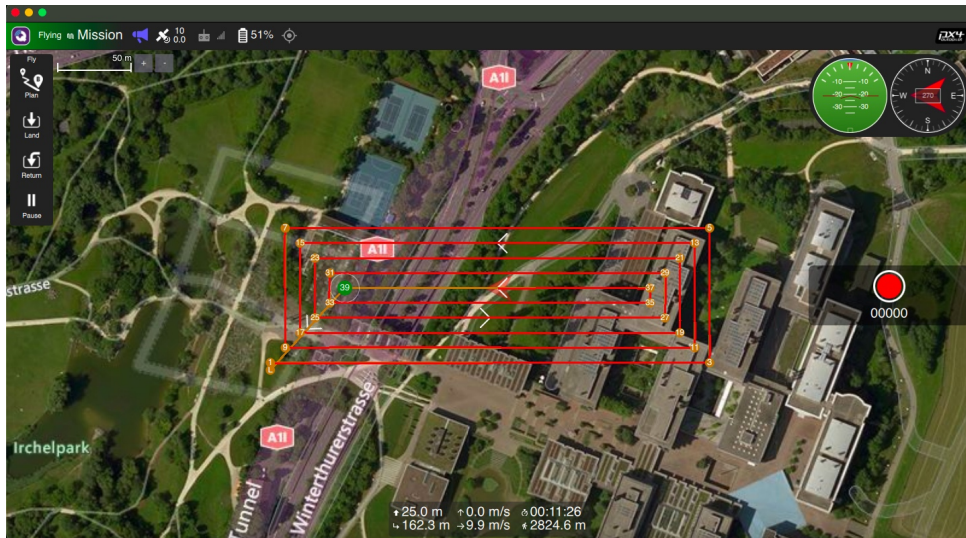 Flying Mission 10 0.0 51% PX4
Fly
50 m + -
Plan
Land
Return
Pause
A1l
-10 -10
-20 -20
-30 -30
N
W 270 E
S
7 5
15 13
A1l
23 21
31 29
39 37
33 35
25 27
17 19
9 11
1 3
L
strasse
00000
Irchelpark
A1l
Tunnel
Winterthurerstrasse
25.0 m 0.0 m/s 00:11:26
162.3 m 9.9 m/s 2824.6 m